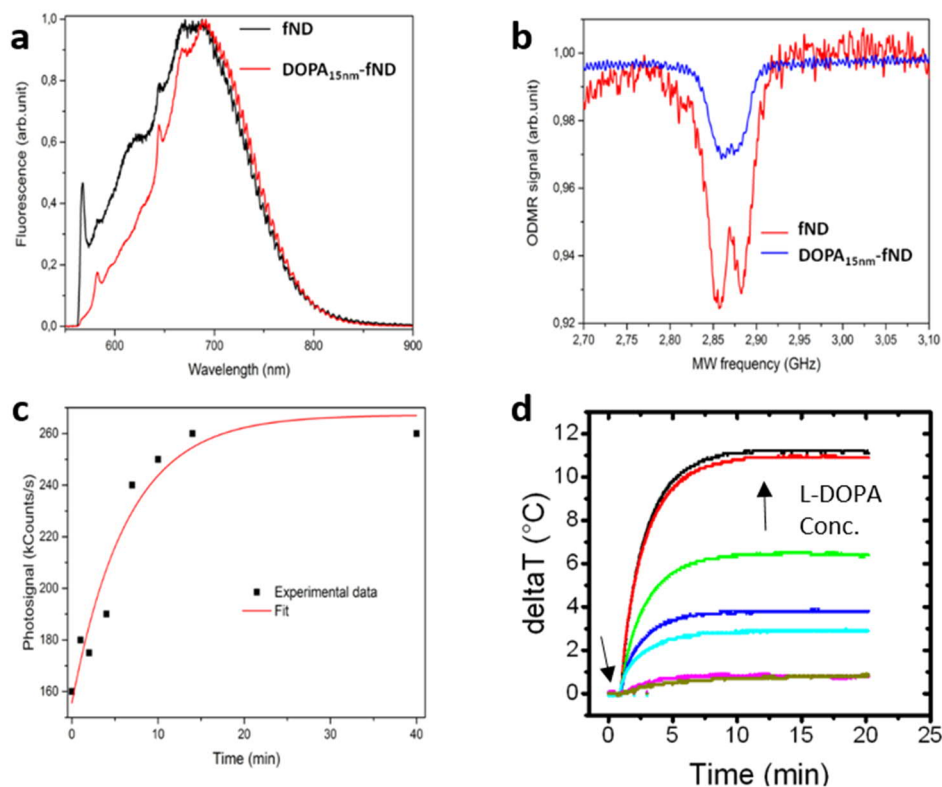 a
fND
DOPA15nm-fND
1,0
0,8
0,6
0,4
0,2
0,0
Fluorescence (arb.unit)
600
700
800
900
Wavelength (nm)
b
1,00
0,98
0,96
0,94
0,92
ODMR signal (arb.unit)
fND
DOPA15nm-fND
2,70
2,75
2,80
2,85
2,90
2,95
3,00
3,05
3,10
MW frequency (GHz)
c
260
240
220
200
180
160
Photosignal (kCounts/s)
Experimental data
Fit
0
10
20
30
40
Time (min)
d
12
10
8
6
4
2
0
deltaT (°C)
L-DOPA
Conc.
0
5
10
15
20
25
Time (min)